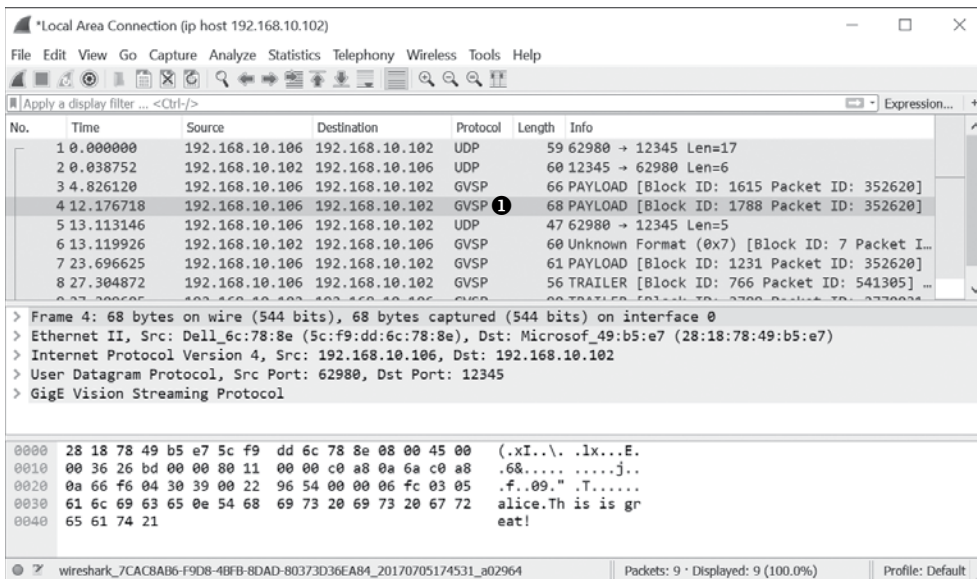 *Local Area Connection (ip host 192.168.10.102)
File Edit View Go Capture Analyze Statistics Telephony Wireless Tools Help
Apply a display filter ... <Ctrl-/> Expression... +
No. Time Source Destination Protocol Length Info
1 0.000000 192.168.10.106 192.168.10.102 UDP 59 62980 → 12345 Len=17
2 0.038752 192.168.10.102 192.168.10.106 UDP 60 12345 → 62980 Len=6
3 4.826120 192.168.10.106 192.168.10.102 GVSP 66 PAYLOAD [Block ID: 1615 Packet ID: 352620]
4 12.176718 192.168.10.106 192.168.10.102 GVSP ❶ 68 PAYLOAD [Block ID: 1788 Packet ID: 352620]
5 13.113146 192.168.10.106 192.168.10.102 UDP 47 62980 → 12345 Len=5
6 13.119926 192.168.10.102 192.168.10.106 GVSP 60 Unknown Format (0x7) [Block ID: 7 Packet I…
7 23.696625 192.168.10.106 192.168.10.102 GVSP 61 PAYLOAD [Block ID: 1231 Packet ID: 352620]
8 27.304872 192.168.10.106 192.168.10.102 GVSP 56 TRAILER [Block ID: 766 Packet ID: 541305] …
> Frame 4: 68 bytes on wire (544 bits), 68 bytes captured (544 bits) on interface 0
> Ethernet II, Src: Dell_6c:78:8e (5c:f9:dd:6c:78:8e), Dst: Microsof_49:b5:e7 (28:18:78:49:b5:e7)
> Internet Protocol Version 4, Src: 192.168.10.106, Dst: 192.168.10.102
> User Datagram Protocol, Src Port: 62980, Dst Port: 12345
> GigE Vision Streaming Protocol
0000 28 18 78 49 b5 e7 5c f9 dd 6c 78 8e 08 00 45 00 (.xI..\. .lx...E.
0010 00 36 26 bd 00 00 80 11 00 00 c0 a8 0a 6a c0 a8 .6&..... .....j..
0020 0a 66 f6 04 30 39 00 22 96 54 00 00 06 fc 03 05 .f..09." .T......
0030 61 6c 69 63 65 0e 54 68 69 73 20 69 73 20 67 72 alice.Th is is gr
0040 65 61 74 21 eat!
wireshark_7CAC8AB6-F9D8-4BFB-8DAD-80373D36EA84_20170705174531_a02964 Packets: 9 · Displayed: 9 (100.0%) Profile: Default